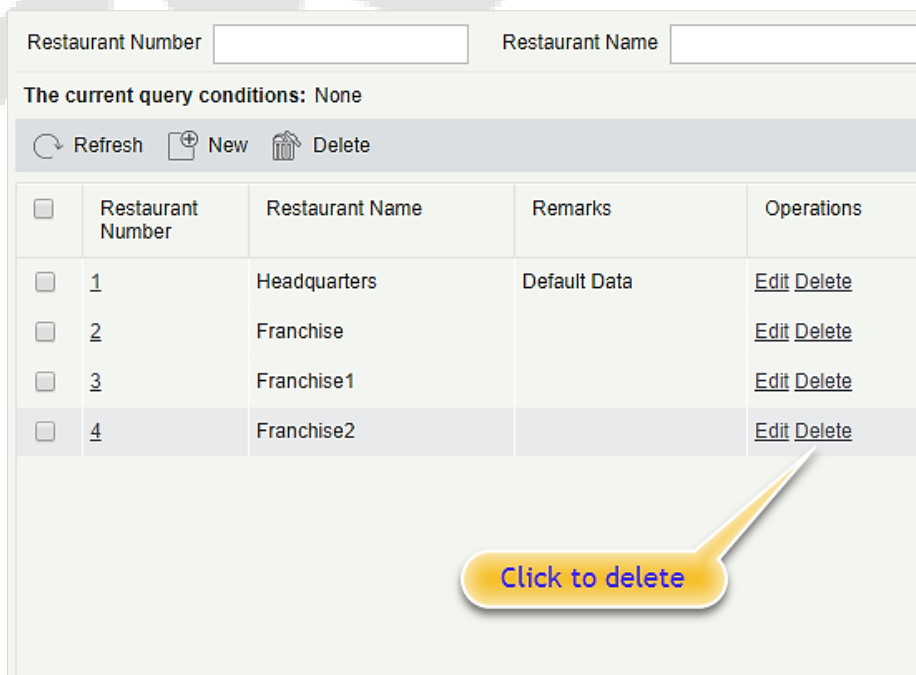 Restaurant Number Restaurant Name
The current query conditions: None
Refresh New Delete
Restaurant Number Restaurant Name Remarks Operations
1 Headquarters Default Data Edit Delete
2 Franchise Edit Delete
3 Franchise1 Edit Delete
4 Franchise2 Edit Delete
Click to delete